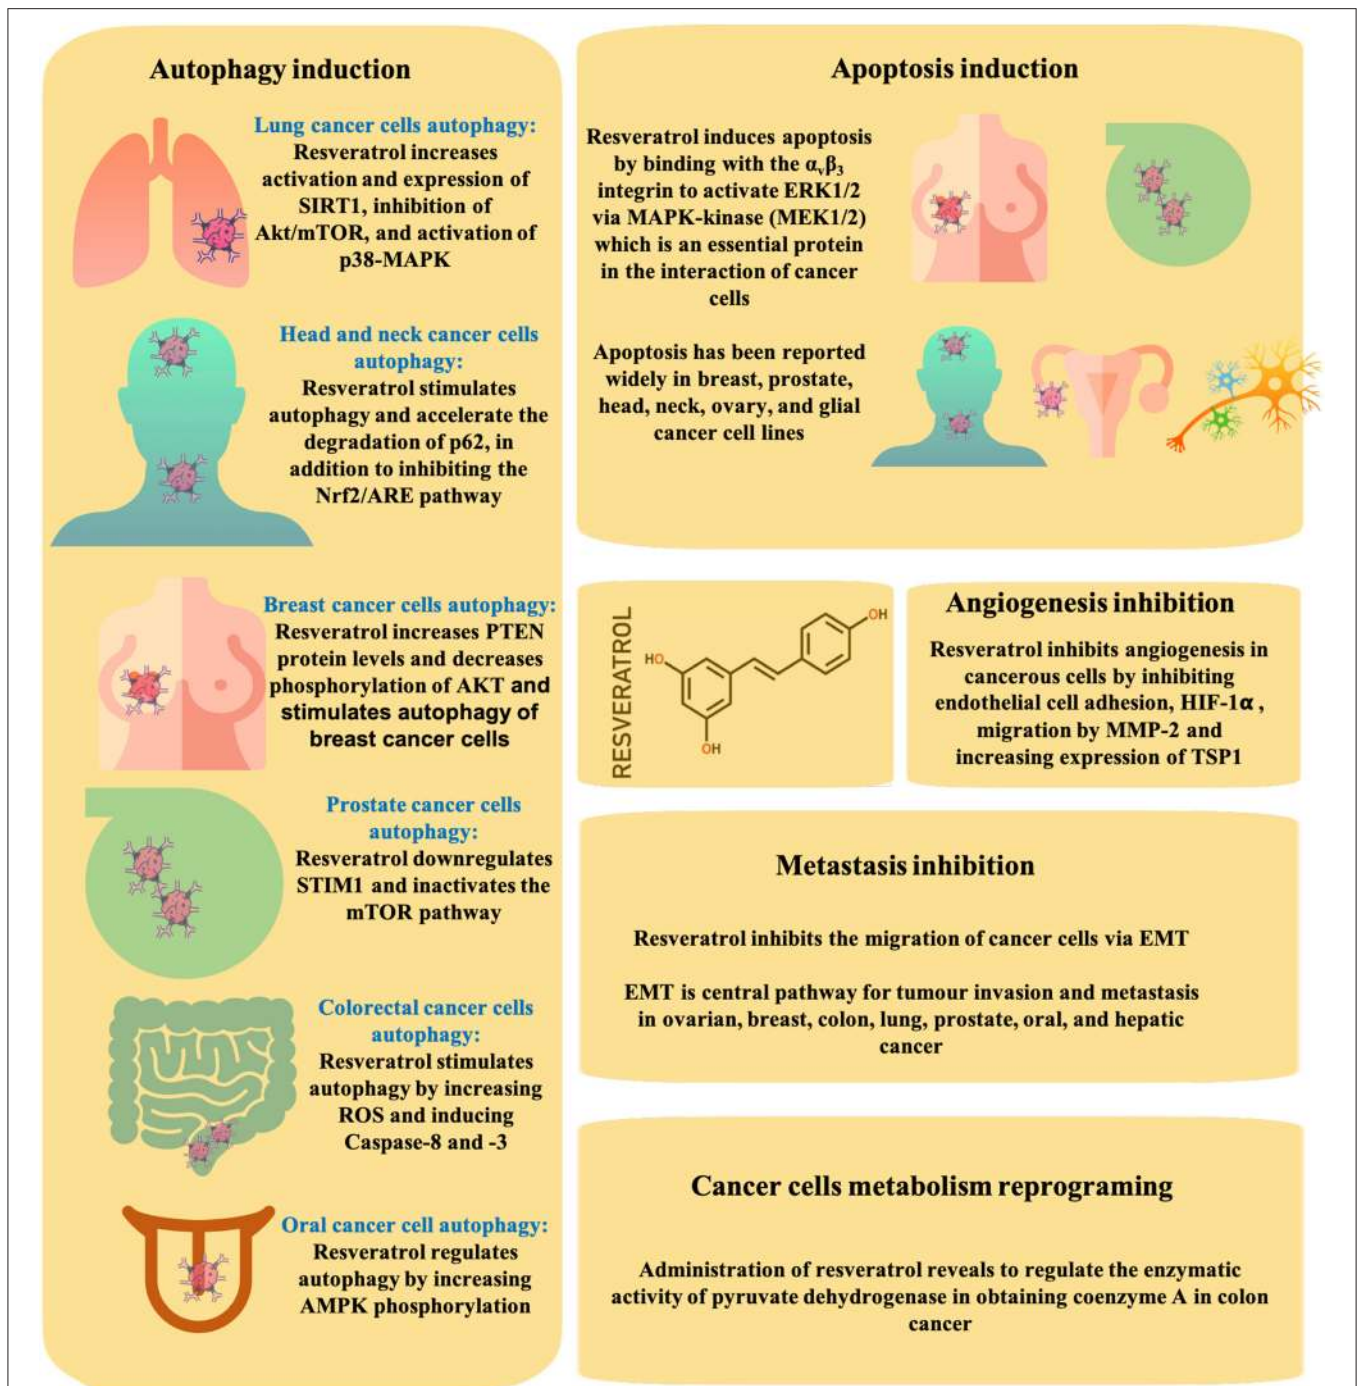 Autophagy induction
Lung cancer cells autophagy:
Resveratrol increases
activation and expression of
SIRT1, inhibition of
Akt/mTOR, and activation of
p38-MAPK
Head and neck cancer cells
autophagy:
Resveratrol stimulates
autophagy and accelerate the
degradation of p62, in
addition to inhibiting the
Nrf2/ARE pathway
Breast cancer cells autophagy:
Resveratrol increases PTEN
protein levels and decreases
phosphorylation of AKT and
stimulates autophagy of
breast cancer cells
Prostate cancer cells
autophagy:
Resveratrol downregulates
STIM1 and inactivates the
mTOR pathway
Colorectal cancer cells
autophagy:
Resveratrol stimulates
autophagy by increasing
ROS and inducing
Caspase-8 and -3
Oral cancer cell autophagy:
Resveratrol regulates
autophagy by increasing
AMPK phosphorylation
Apoptosis induction
Resveratrol induces apoptosis
by binding with the αᵥβ₃
integrin to activate ERK1/2
via MAPK-kinase (MEK1/2)
which is an essential protein
in the interaction of cancer
cells
Apoptosis has been reported
widely in breast, prostate,
head, neck, ovary, and glial
cancer cell lines
RESVERATROL
OH
HO
OH
Angiogenesis inhibition
Resveratrol inhibits angiogenesis in
cancerous cells by inhibiting
endothelial cell adhesion, HIF-1α ,
migration by MMP-2 and
increasing expression of TSP1
Metastasis inhibition
Resveratrol inhibits the migration of cancer cells via EMT
EMT is central pathway for tumour invasion and metastasis
in ovarian, breast, colon, lung, prostate, oral, and hepatic
cancer
Cancer cells metabolism reprograming
Administration of resveratrol reveals to regulate the enzymatic
activity of pyruvate dehydrogenase in obtaining coenzyme A in colon
cancer